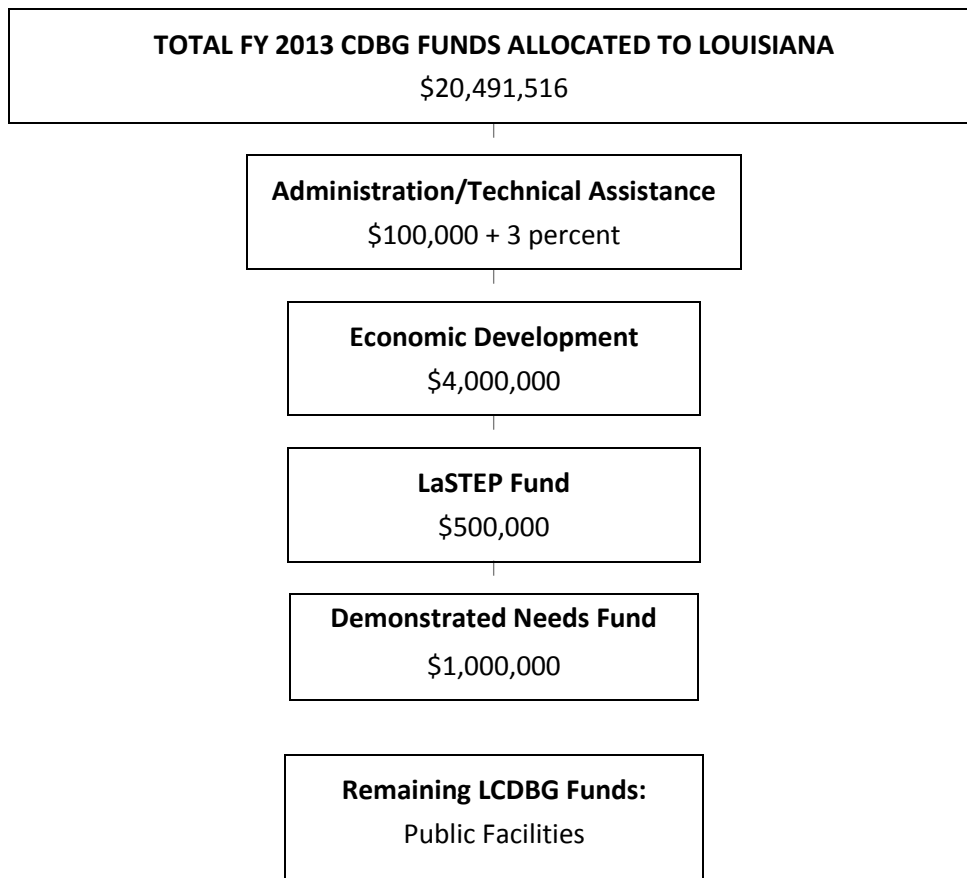 TOTAL FY 2013 CDBG FUNDS ALLOCATED TO LOUISIANA
$20,491,516
Administration/Technical Assistance
$100,000 + 3 percent
Economic Development
$4,000,000
LaSTEP Fund
$500,000
Demonstrated Needs Fund
$1,000,000
Remaining LCDBG Funds:
Public Facilities